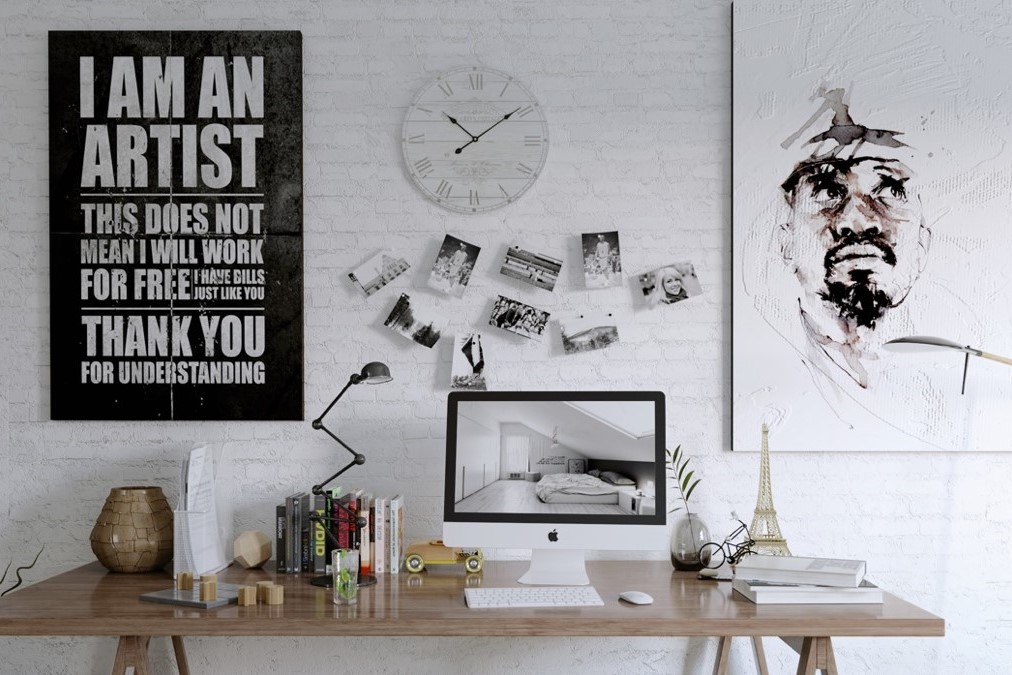 I AM AN
ARTIST
THIS DOES NOT
MEAN I WILL WORK
FOR FREE I HAVE BILLS
JUST LIKE YOU
THANK YOU
FOR UNDERSTANDING